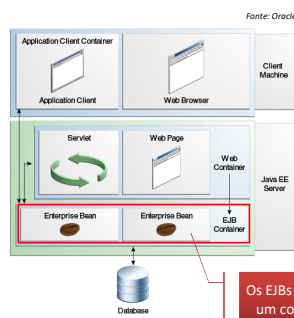 Fonte: Oracle
Application Client Container
Application Client
Web Browser
Client
Machine
Servlet
Web Page
Web
Container
Java EE
Server
Enterprise Bean
Enterprise Bean
EJB
Container
Database
Os EJBs
um co